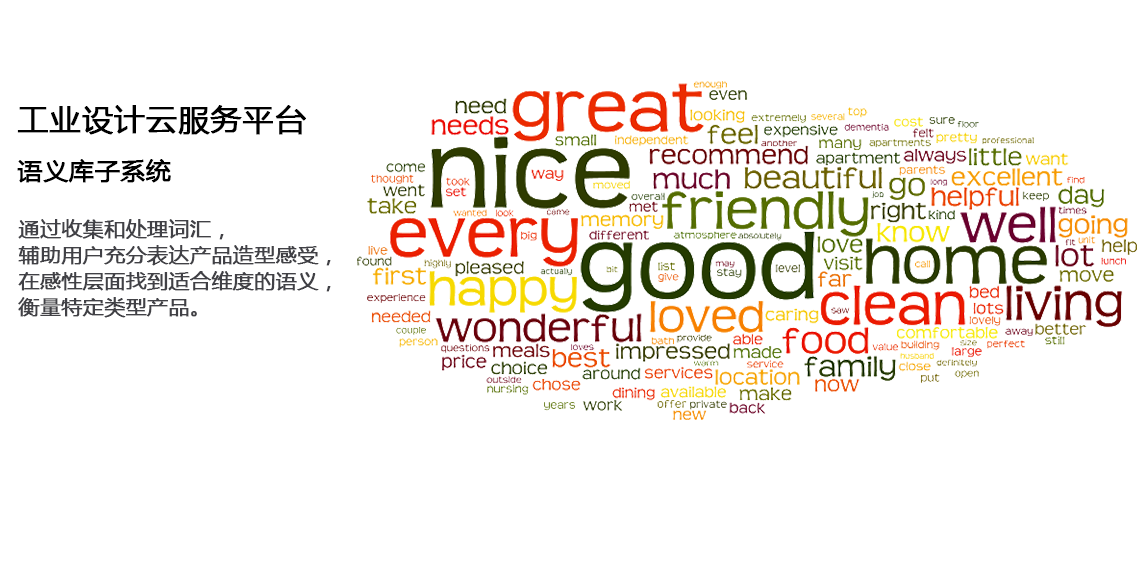 工业设计云服务平台
语义库子系统
通过收集和处理词汇，
辅助用户充分表达产品造型感受，
在感性层面找到适合维度的语义，
衡量特定类型产品。
enough
need great even
needs looking extremely several top
small independent feel expensive dementia cost sure floor
another apartments felt pretty professional
nice recommend many
come apartment always little want
thought took way moved much beautiful parents excellent find
went set overall job go long helpful keep day
take wanted look came memory met friendly right kind well times
every big different atmosphere absolutely know going
live love fit unit help
found highly pleased actually good bit list may level visit home call lot lunch
first give stay far move
experience happy saw clean bed living
needed wonderful loved caring lots lovely
couple comfortable away better
person bath provide able food value building size perfect still
questions meals loves impressed made husband large
price best warm service family close definitely
choice around services location put open
outside nursing chose now
dining available make
years work offer private back
new